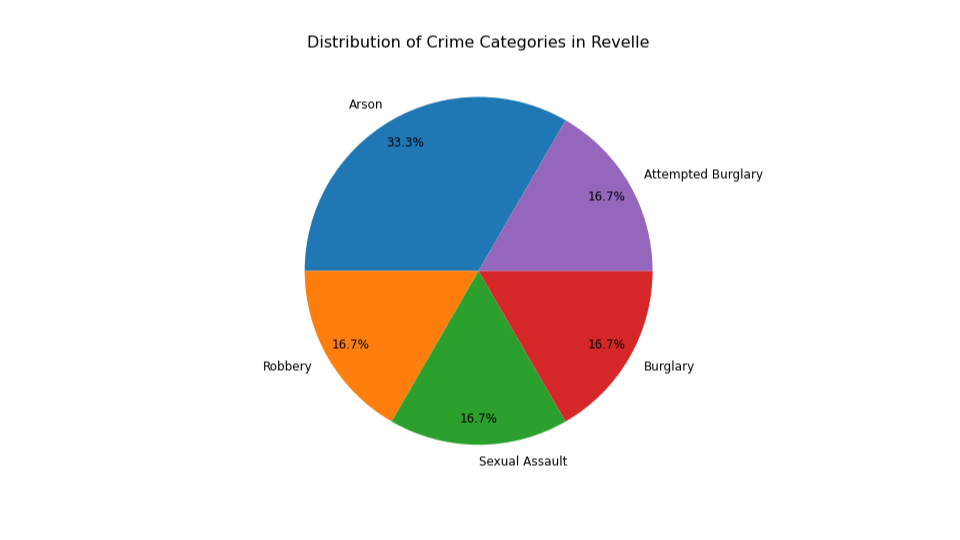 Distribution of Crime Categories in Revelle
Arson
33.3%
Attempted Burglary
16.7%
16.7%
Robbery
16.7%
Burglary
16.7%
Sexual Assault